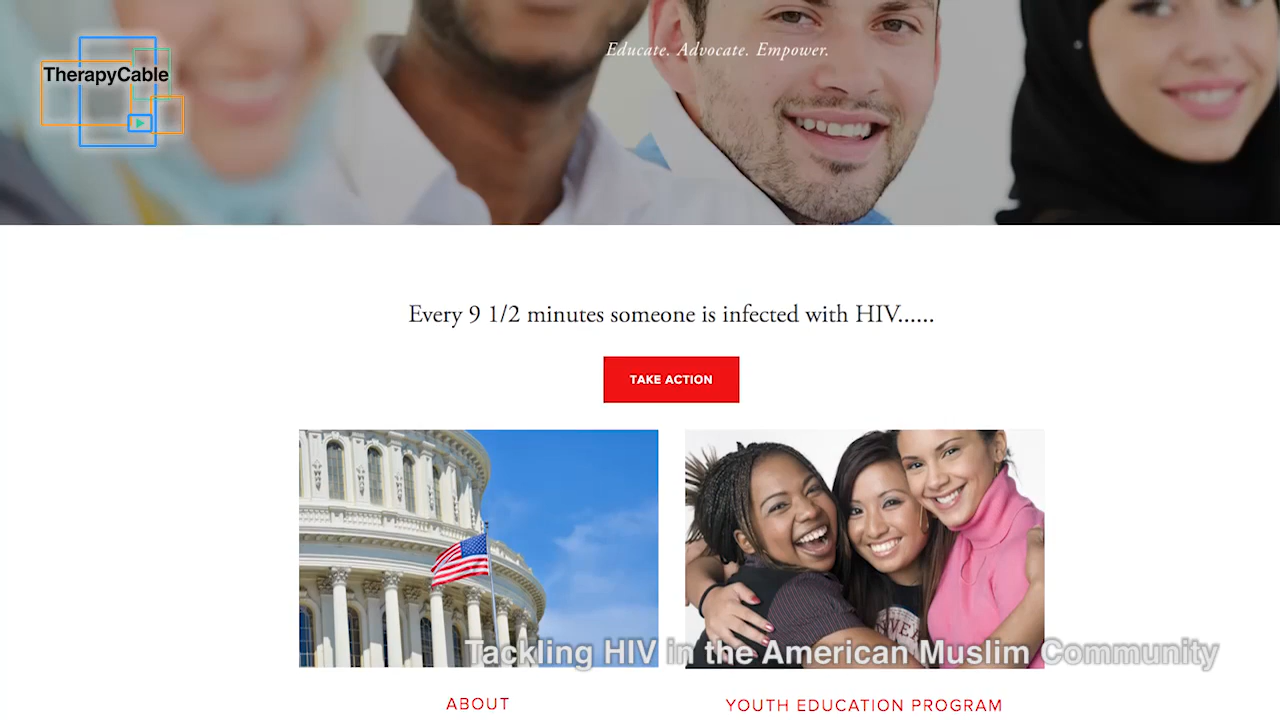 Educate. Advocate. Empower.
TherapyCable
Every 9 1/2 minutes someone is infected with HIV......
TAKE ACTION
Tackling HIV in the American Muslim Community
ABOUT
YOUTH EDUCATION PROGRAM